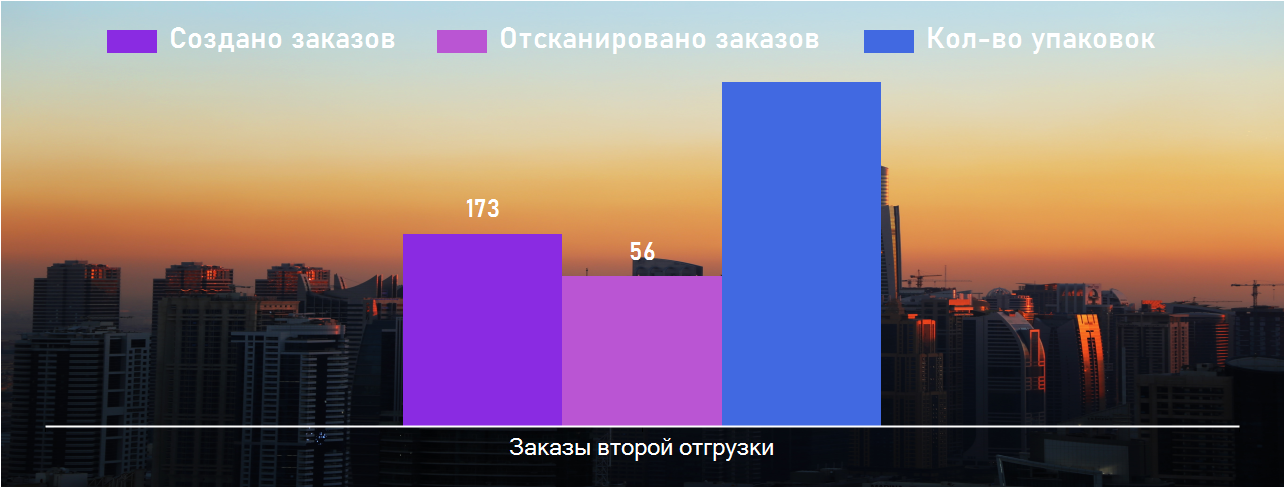 Создано заказов Отсканировано заказов Кол-во упаковок
173
56
Заказы второй отгрузки